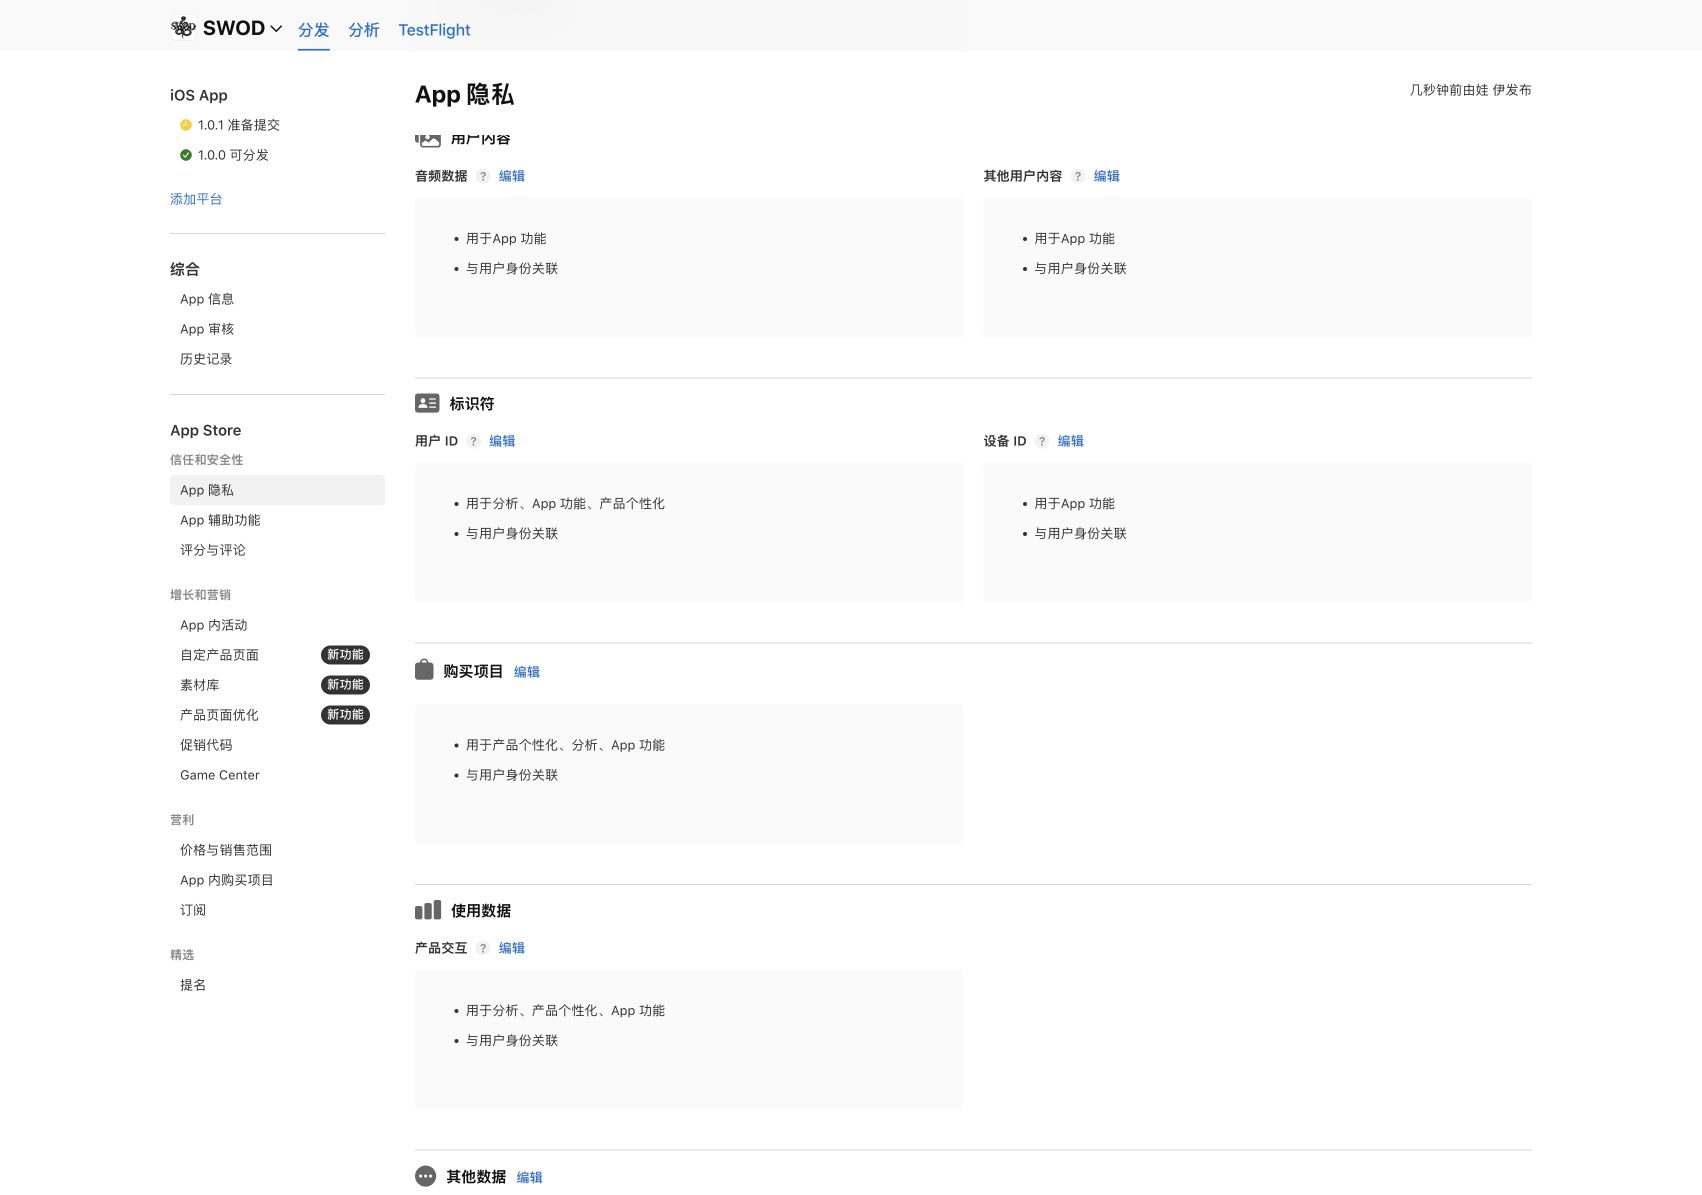 SWOD 分发 分析 TestFlight
iOS App
1.0.1 准备提交
1.0.0 可分发
添加平台
综合
App 信息
App 审核
历史记录
App Store
信任和安全性
App 隐私
App 辅助功能
评分与评论
增长和营销
App 内活动
自定产品页面 新功能
素材库 新功能
产品页面优化 新功能
促销代码
Game Center
营利
价格与销售范围
App 内购买项目
订阅
精选
提名
App 隐私
几秒钟前由娃 伊发布
用户内容
音频数据 ? 编辑
• 用于App 功能
• 与用户身份关联
其他用户内容 ? 编辑
• 用于App 功能
• 与用户身份关联
标识符
用户 ID ? 编辑
• 用于分析、App 功能、产品个性化
• 与用户身份关联
设备 ID ? 编辑
• 用于App 功能
• 与用户身份关联
购买项目 编辑
• 用于产品个性化、分析、App 功能
• 与用户身份关联
使用数据
产品交互 ? 编辑
• 用于分析、产品个性化、App 功能
• 与用户身份关联
其他数据 编辑